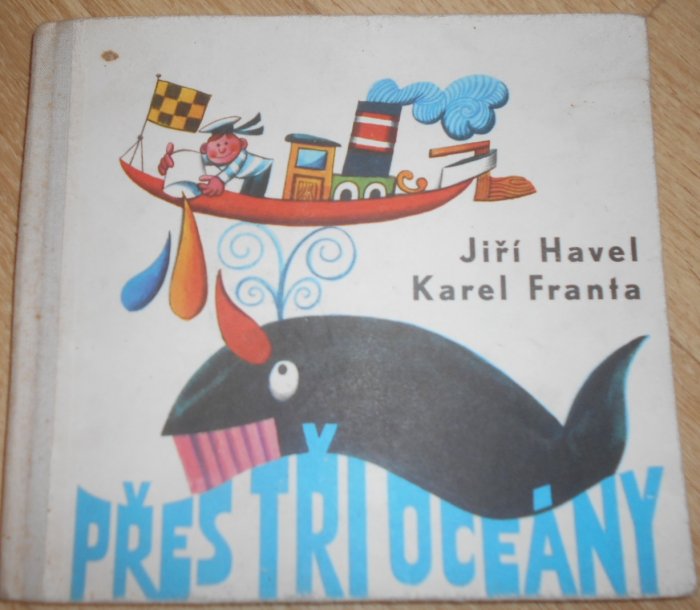 Jiří Havel
Karel Franta
PŘES TŘI OCEÁNY